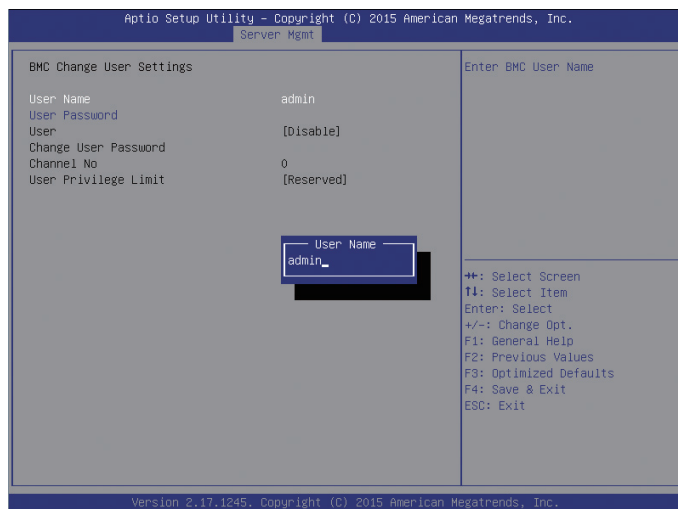 Aptio Setup Utility – Copyright (C) 2015 American Megatrends, Inc.
Server Mgmt
BMC Change User Settings
User Name admin
User Password
User [Disable]
Change User Password
Channel No 0
User Privilege Limit [Reserved]
User Name
admin_
Enter BMC User Name
→←: Select Screen
↑↓: Select Item
Enter: Select
+/-: Change Opt.
F1: General Help
F2: Previous Values
F3: Optimized Defaults
F4: Save & Exit
ESC: Exit
Version 2.17.1245. Copyright (C) 2015 American Megatrends, Inc.